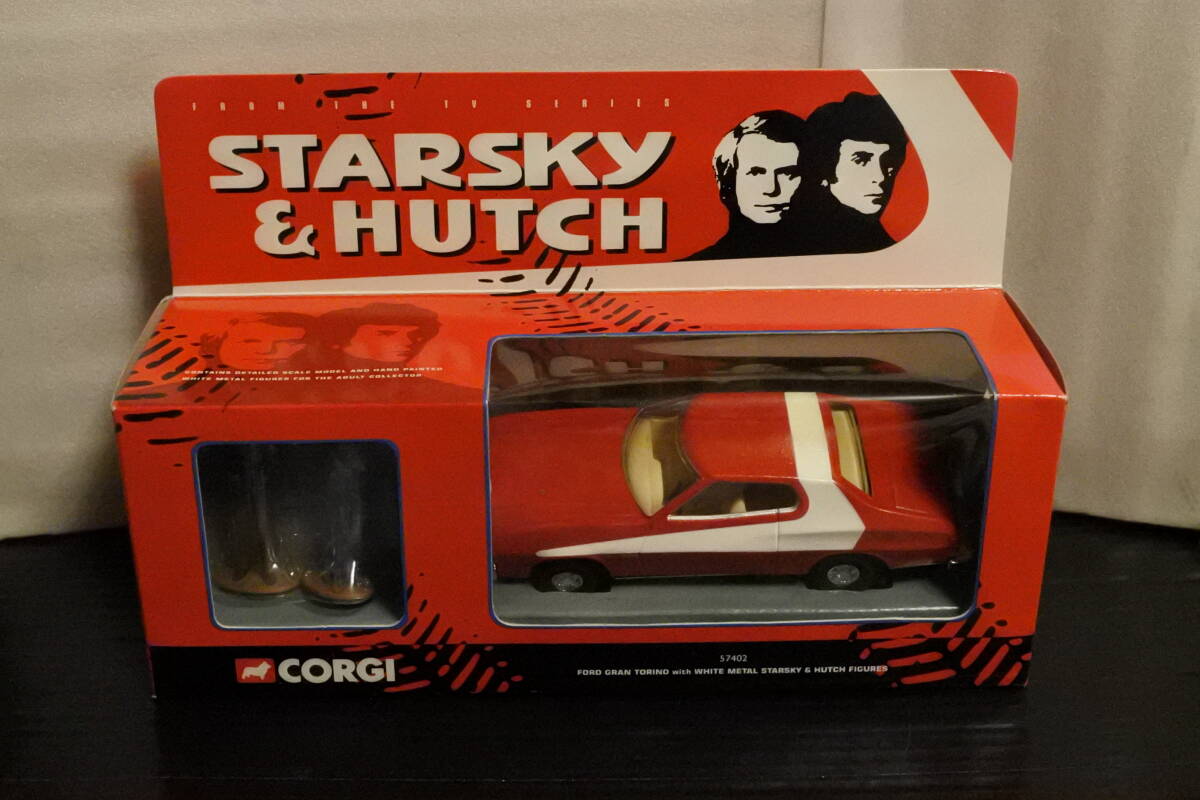 FROM THE TV SERIES
STARSKY
& HUTCH
CONTAINS DETAILED SCALE MODEL AND HAND PAINTED
WHITE METAL FIGURES FOR THE ADULT COLLECTOR
CORGI
57402
FORD GRAN TORINO with WHITE METAL STARSKY & HUTCH FIGURES